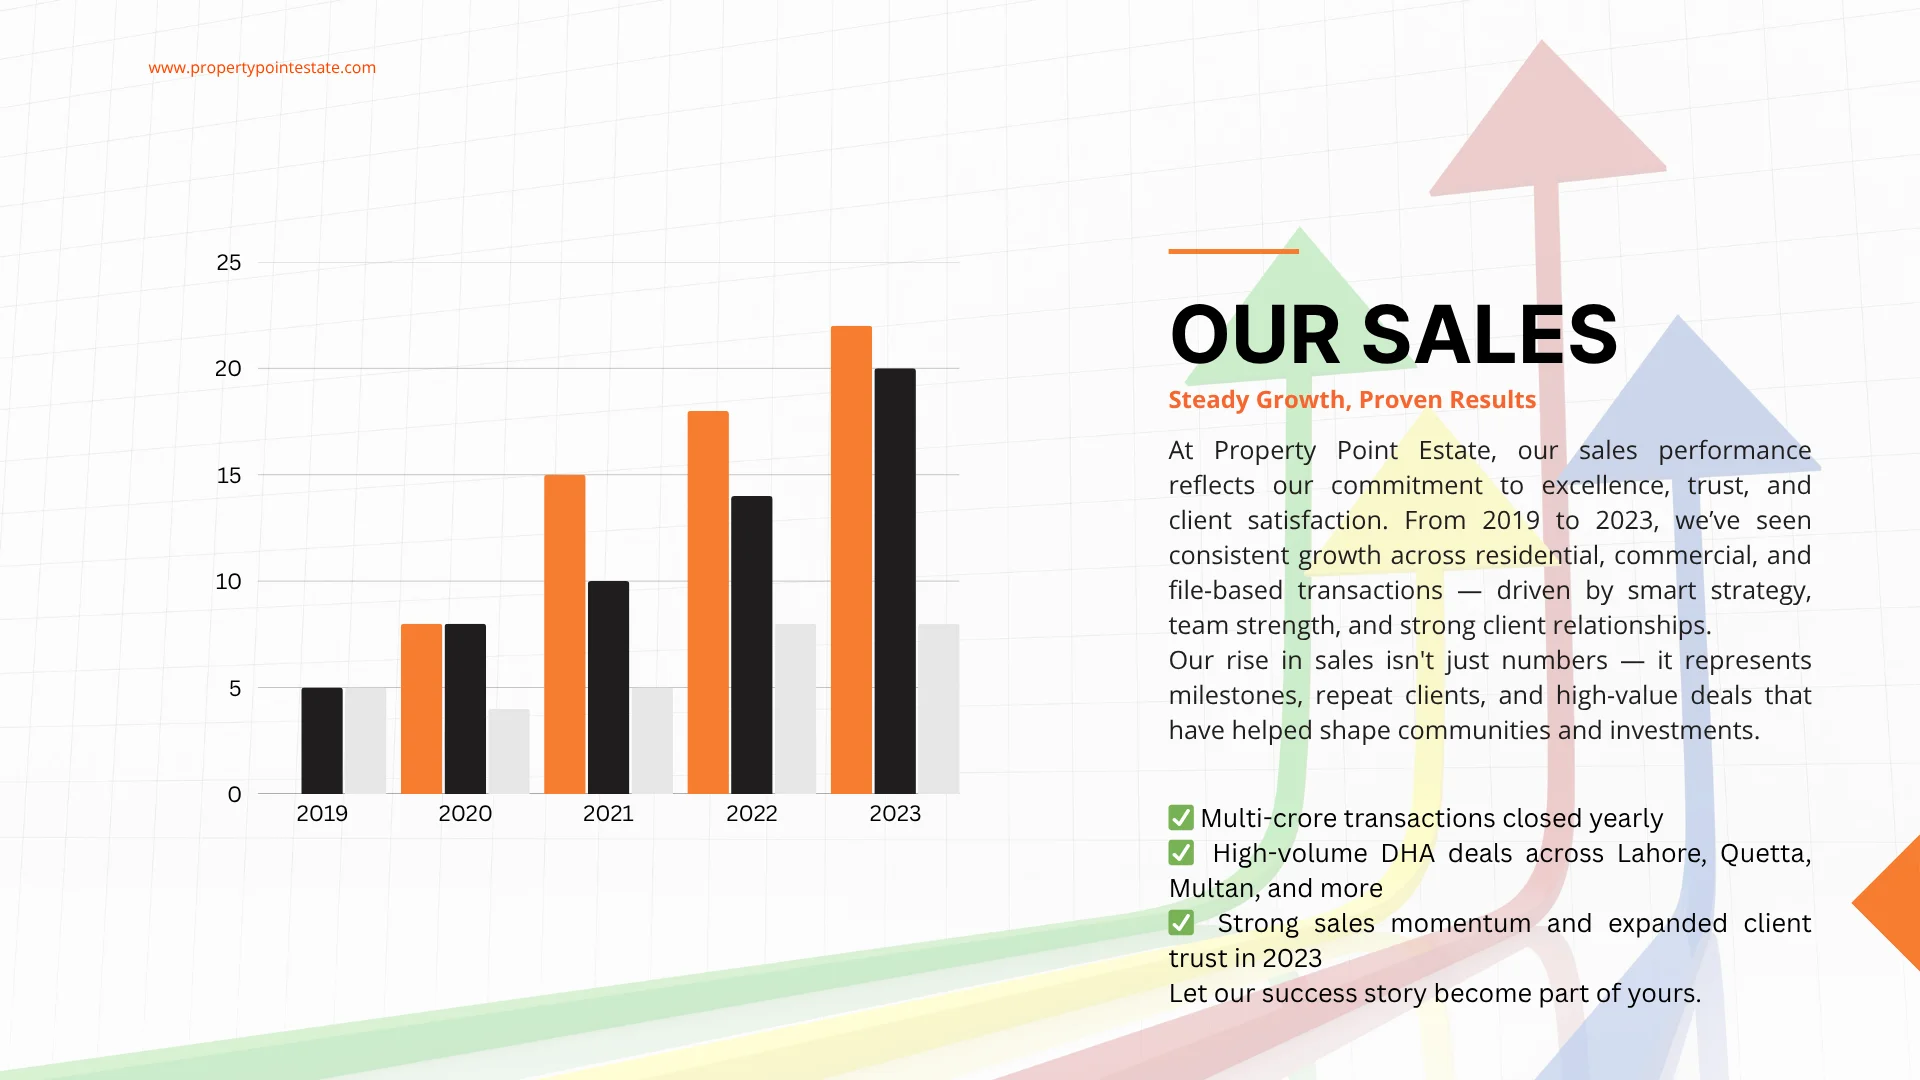 www.propertypointestate.com
25
20
15
10
5
0
2019 2020 2021 2022 2023
OUR SALES
Steady Growth, Proven Results
At Property Point Estate, our sales performance
reflects our commitment to excellence, trust, and
client satisfaction. From 2019 to 2023, we’ve seen
consistent growth across residential, commercial, and
file-based transactions — driven by smart strategy,
team strength, and strong client relationships.
Our rise in sales isn't just numbers — it represents
milestones, repeat clients, and high-value deals that
have helped shape communities and investments.
✅ Multi-crore transactions closed yearly
✅ High-volume DHA deals across Lahore, Quetta,
Multan, and more
✅ Strong sales momentum and expanded client
trust in 2023
Let our success story become part of yours.